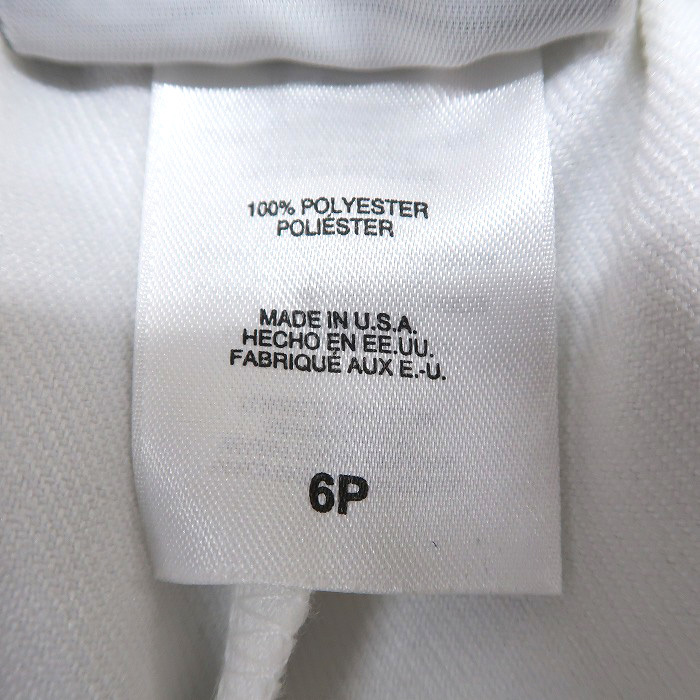 100% POLYESTER
POLIÉSTER
MADE IN U.S.A.
HECHO EN EE.UU.
FABRIQUÉ AUX E.-U.
6P